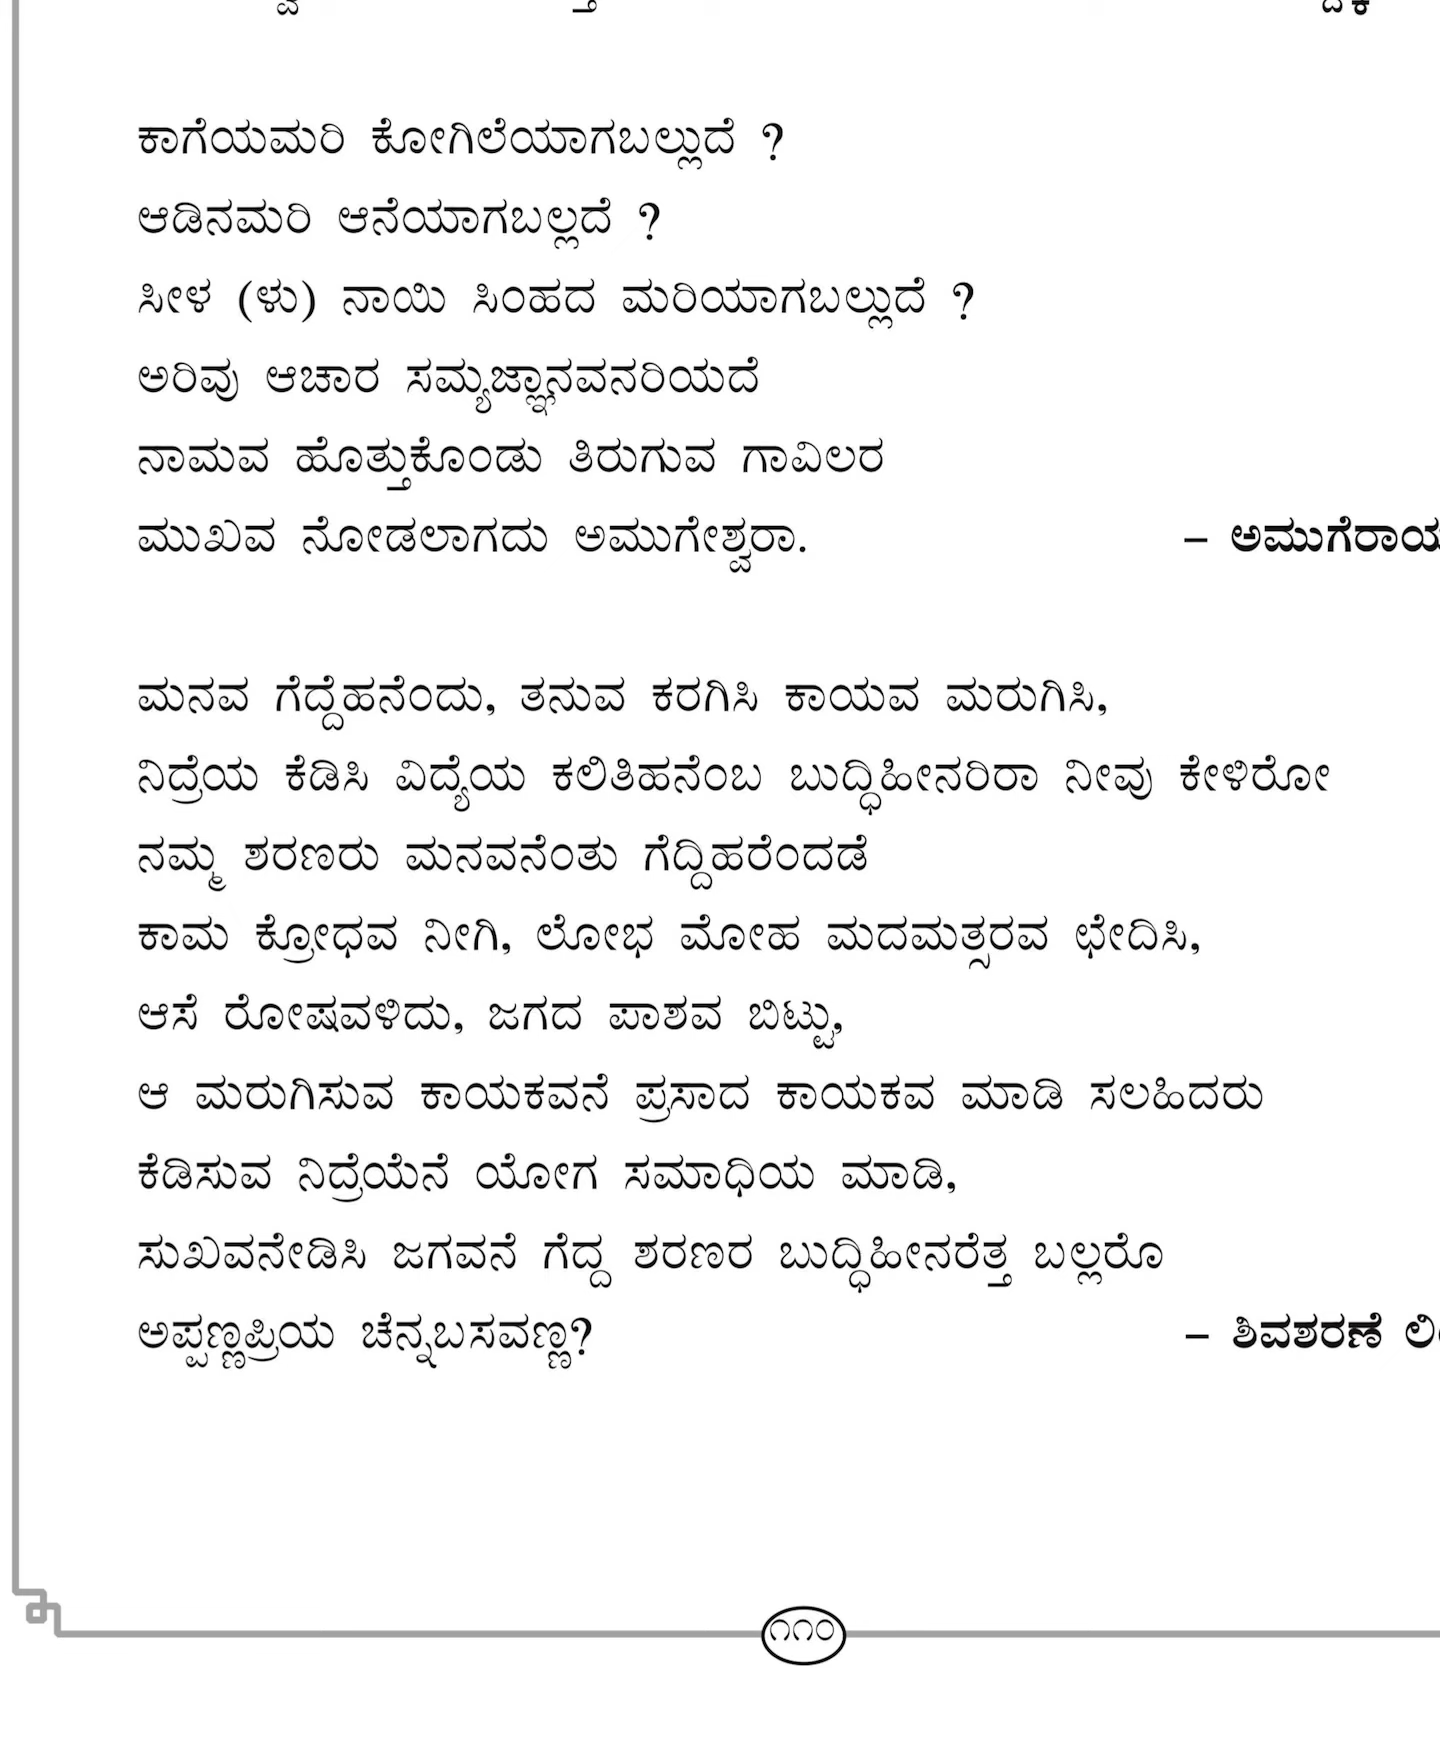 ಕಾಗೆಯಮರಿ ಕೋಗಿಲೆಯಾಗಬಲ್ಲುದೆ ?
ಆಡಿನಮರಿ ಆನೆಯಾಗಬಲ್ಲದೆ ?
ಸೀಳ (ಳು) ನಾಯಿ ಸಿಂಹದ ಮರಿಯಾಗಬಲ್ಲುದೆ ?
ಅರಿವು ಆಚಾರ ಸಮ್ಯಜ್ಞಾನವನರಿಯದೆ
ನಾಮವ ಹೊತ್ತುಕೊಂಡು ತಿರುಗುವ ಗಾವಿಲರ
ಮುಖವ ನೋಡಲಾಗದು ಅಮುಗೇಶ್ವರಾ. – ಅಮುಗೆರಾಯ
ಮನವ ಗೆದ್ದೆಹನೆಂದು, ತನುವ ಕರಗಿಸಿ ಕಾಯವ ಮರುಗಿಸಿ,
ನಿದ್ರೆಯ ಕೆಡಿಸಿ ವಿದ್ಯೆಯ ಕಲಿತಿಹನೆಂಬ ಬುದ್ಧಿಹೀನರಿರಾ ನೀವು ಕೇಳಿರೋ
ನಮ್ಮ ಶರಣರು ಮನವನೆಂತು ಗೆದ್ದಿಹರೆಂದಡೆ
ಕಾಮ ಕ್ರೋಧವ ನೀಗಿ, ಲೋಭ ಮೋಹ ಮದಮತ್ಸರವ ಛೇದಿಸಿ,
ಆಸೆ ರೋಷವಳಿದು, ಜಗದ ಪಾಶವ ಬಿಟ್ಟು,
ಆ ಮರುಗಿಸುವ ಕಾಯಕವನೆ ಪ್ರಸಾದ ಕಾಯಕವ ಮಾಡಿ ಸಲಹಿದರು
ಕೆಡಿಸುವ ನಿದ್ರೆಯೆನೆ ಯೋಗ ಸಮಾಧಿಯ ಮಾಡಿ,
ಸುಖವನೇಡಿಸಿ ಜಗವನೆ ಗೆದ್ದ ಶರಣರ ಬುದ್ಧಿಹೀನರೆತ್ತ ಬಲ್ಲರೊ
ಅಪ್ಪಣ್ಣಪ್ರಿಯ ಚೆನ್ನಬಸವಣ್ಣ? – ಶಿವಶರಣೆ
೧೧೦